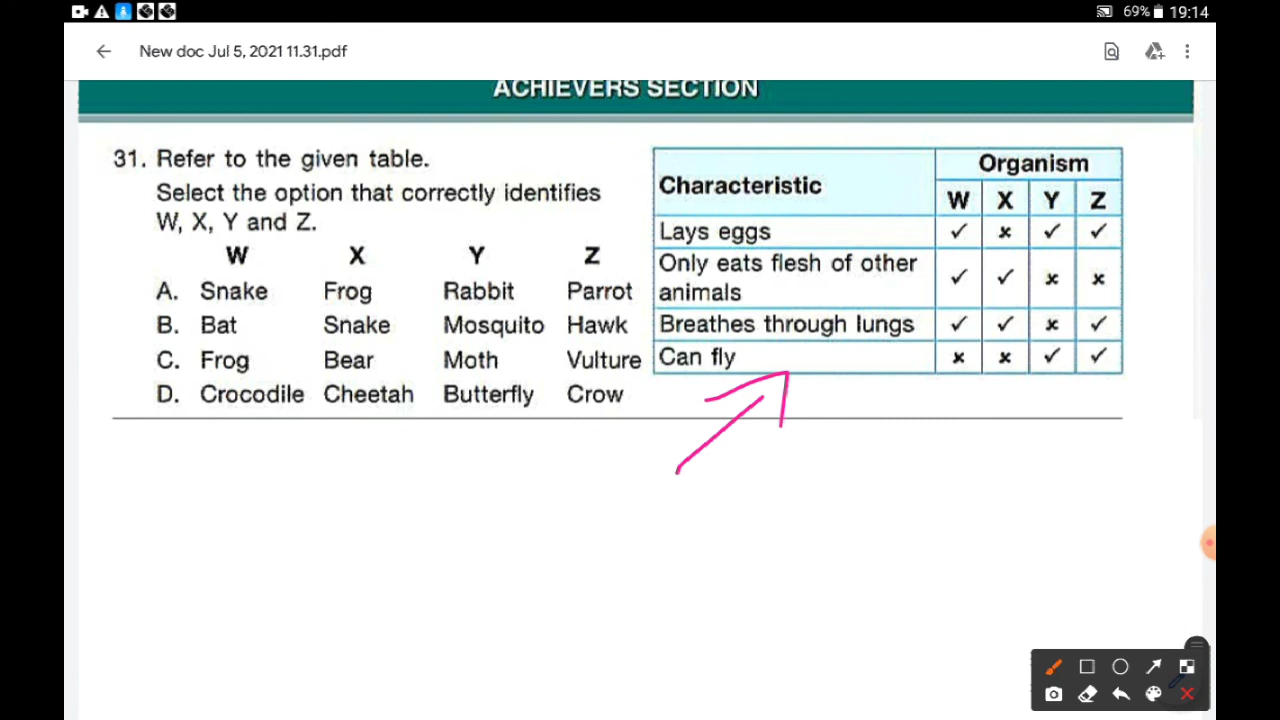 69% 19:14
New doc Jul 5, 2021 11.31.pdf
ACHIEVERS SECTION
31. Refer to the given table.
Select the option that correctly identifies
W, X, Y and Z.
W X Y Z
A. Snake Frog Rabbit Parrot
B. Bat Snake Mosquito Hawk
C. Frog Bear Moth Vulture
D. Crocodile Cheetah Butterfly Crow
Characteristic Organism
W X Y Z
Lays eggs ✓ × ✓ ✓
Only eats flesh of other
animals ✓ ✓ × ×
Breathes through lungs ✓ ✓ × ✓
Can fly × × ✓ ✓